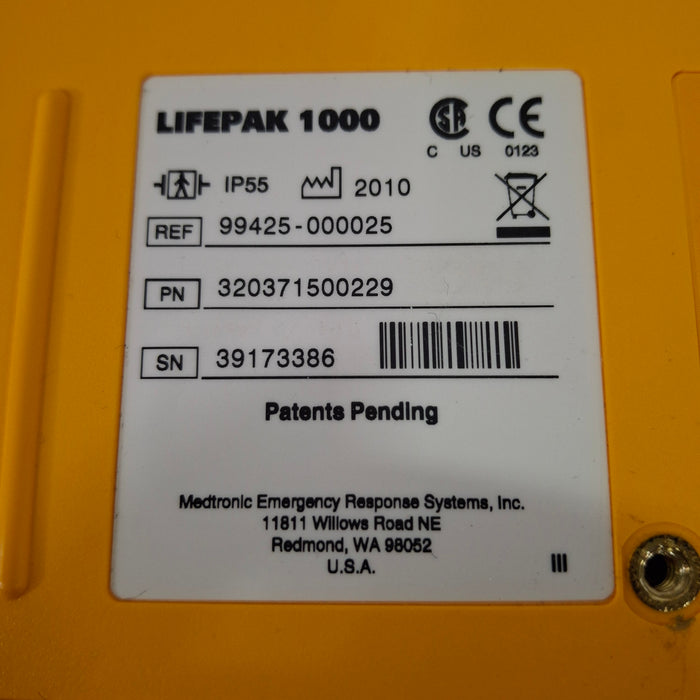 LIFEPAK 1000
C US 0123
IP55 2010
REF 99425-000025
PN 320371500229
SN 39173386
Patents Pending
Medtronic Emergency Response Systems, Inc.
11811 Willows Road NE
Redmond, WA 98052
U.S.A.
III